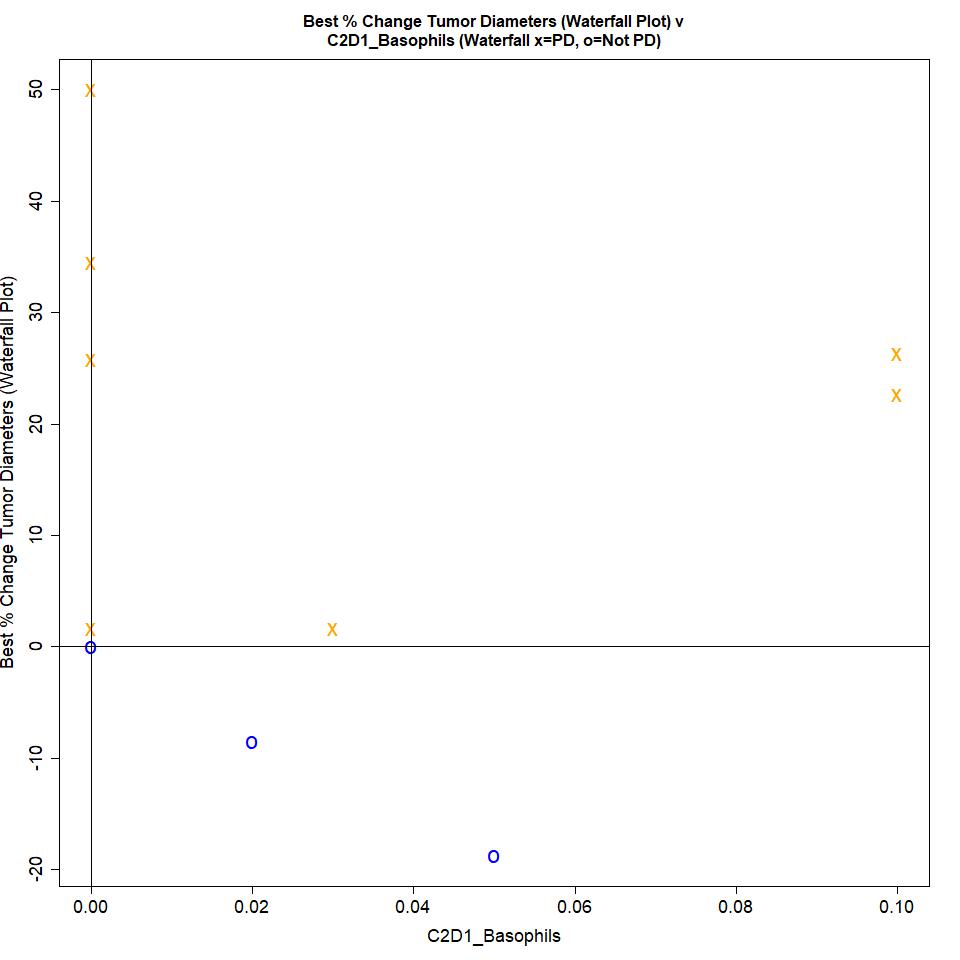 Best % Change Tumor Diameters (Waterfall Plot) v
C2D1_Basophils (Waterfall x=PD, o=Not PD)
Best % Change Tumor Diameters (Waterfall Plot)
50
40
30
20
10
0
-10
-20
X
X
X
X
X
X
X
O
O
O
0.00 0.02 0.04 0.06 0.08 0.10
C2D1_Basophils